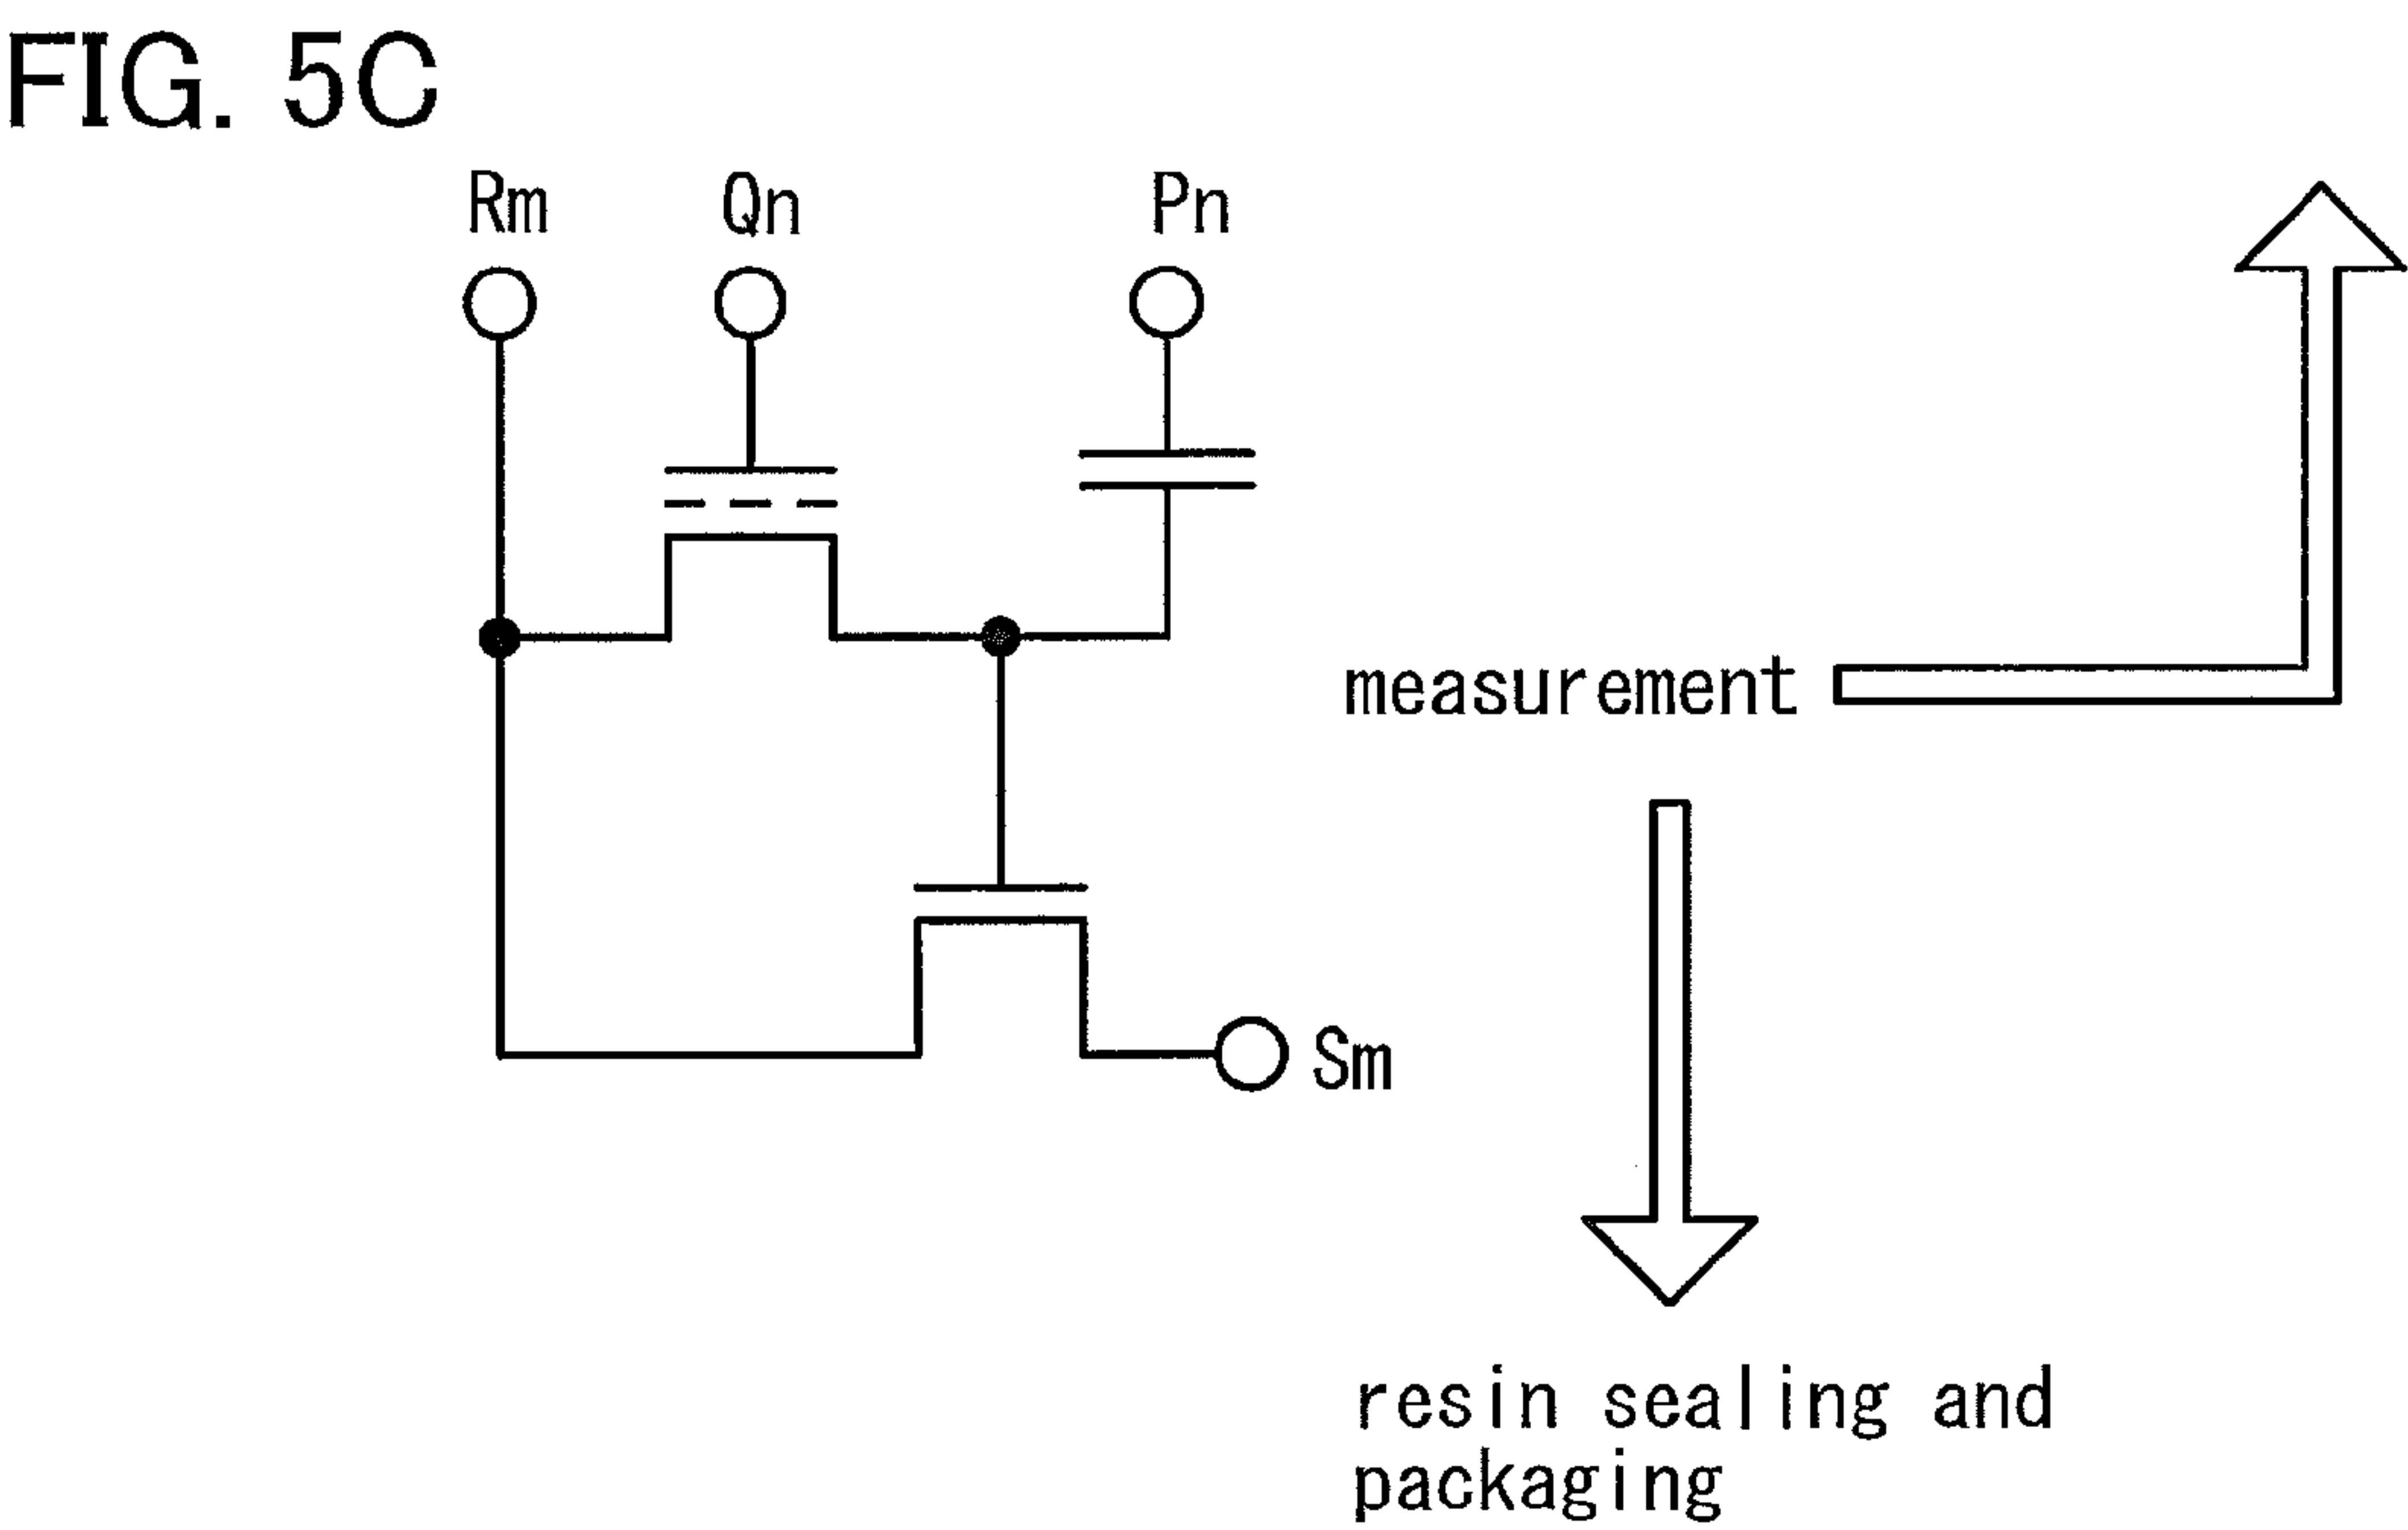 FIG. 5C
Rm Qn Pn
measurement
Sm
resin sealing and
packaging